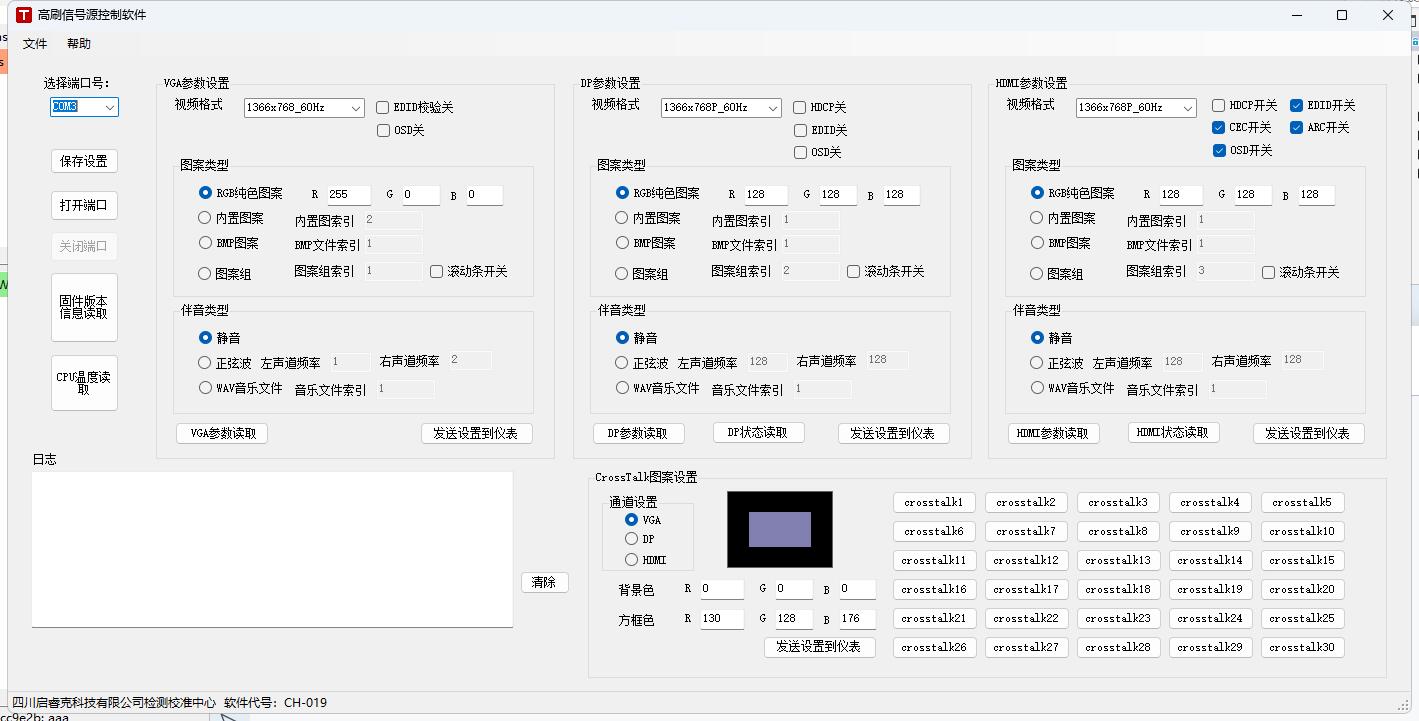 高刷信号源控制软件
文件 帮助
选择端口号:
COM3
保存设置
打开端口
关闭端口
固件版本
信息读取
CPU温度读
取
VGA参数设置
视频格式 1366x768_60Hz EDID校验关
OSD关
图案类型
RGB纯色图案 R 255 G 0 B 0
内置图案 内置图索引 2
BMP图案 BMP文件索引 1
图案组 图案组索引 1 滚动条开关
伴音类型
静音
正弦波 左声道频率 1 右声道频率 2
WAV音乐文件 音乐文件索引 1
VGA参数读取 发送设置到仪表
DP参数设置
视频格式 1366x768P_60Hz HDCP关
EDID关
OSD关
图案类型
RGB纯色图案 R 128 G 128 B 128
内置图案 内置图索引 1
BMP图案 BMP文件索引 1
图案组 图案组索引 2 滚动条开关
伴音类型
静音
正弦波 左声道频率 128 右声道频率 128
WAV音乐文件 音乐文件索引 1
DP参数读取 DP状态读取 发送设置到仪表
HDMI参数设置
视频格式 1366x768P_60Hz HDCP开关 EDID开关
CEC开关 ARC开关
OSD开关
图案类型
RGB纯色图案 R 128 G 128 B 128
内置图案 内置图索引 1
BMP图案 BMP文件索引 1
图案组 图案组索引 3 滚动条开关
伴音类型
静音
正弦波 左声道频率 128 右声道频率 128
WAV音乐文件 音乐文件索引 1
HDMI参数读取 HDMI状态读取 发送设置到仪表
日志
清除
CrossTalk图案设置
通道设置
VGA
DP
HDMI
背景色 R 0 G 0 B 0
方框色 R 130 G 128 B 176
发送设置到仪表
crosstalk1 crosstalk2 crosstalk3 crosstalk4 crosstalk5
crosstalk6 crosstalk7 crosstalk8 crosstalk9 crosstalk10
crosstalk11 crosstalk12 crosstalk13 crosstalk14 crosstalk15
crosstalk16 crosstalk17 crosstalk18 crosstalk19 crosstalk20
crosstalk21 crosstalk22 crosstalk23 crosstalk24 crosstalk25
crosstalk26 crosstalk27 crosstalk28 crosstalk29 crosstalk30
四川启睿克科技有限公司检测校准中心 软件代号: CH-019
cc9e2b: aaa